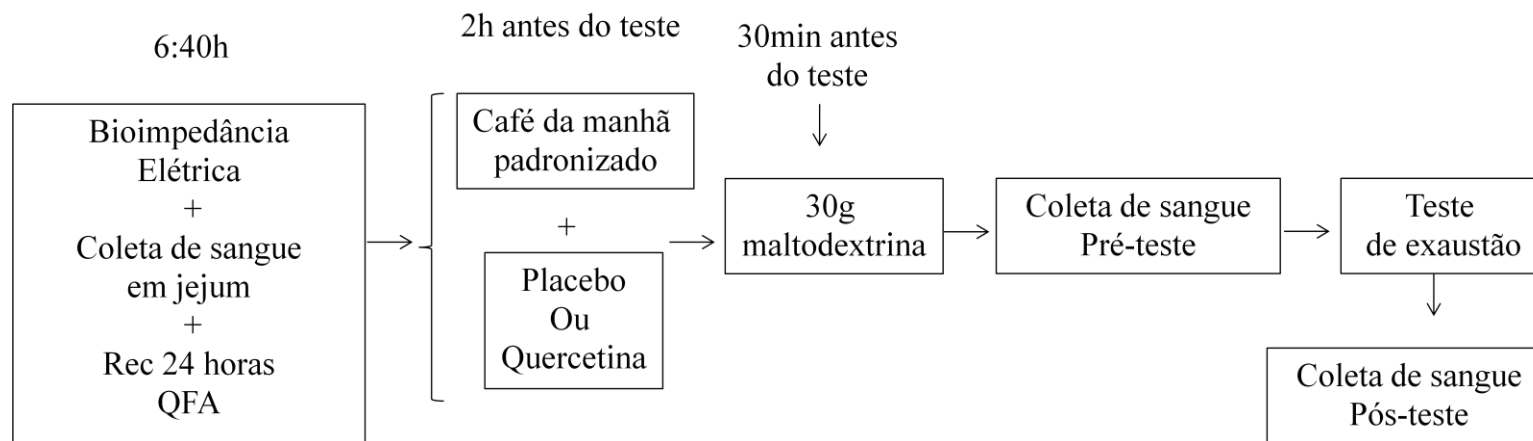 6:40h
Bioimpedância
Elétrica
+
Coleta de sangue
em jejum
+
Rec 24 horas
QFA
2h antes do teste
Café da manhã
padronizado
+
Placebo
Ou
Quercetina
30min antes
do teste
30g
maltodextrina
Coleta de sangue
Pré-teste
Teste
de exaustão
Coleta de sangue
Pós-teste